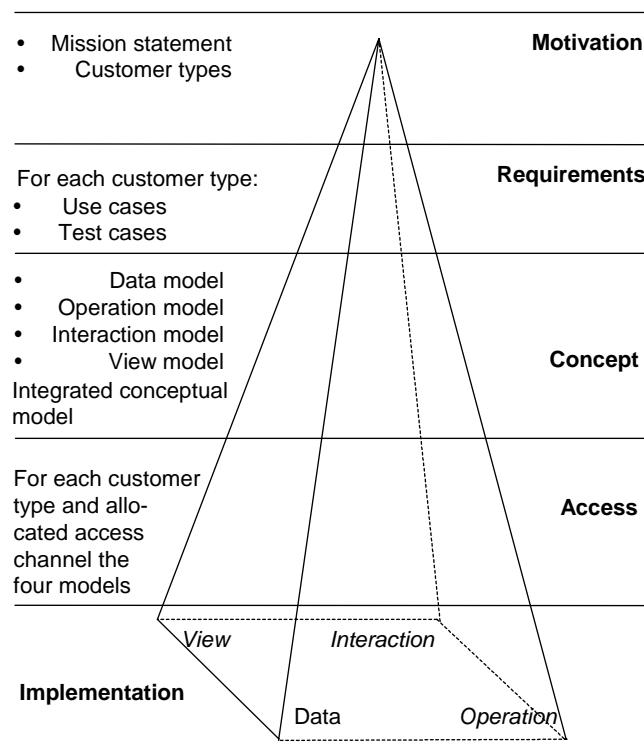 • Mission statement
• Customer types
Motivation
For each customer type:
• Use cases
• Test cases
Requirements
• Data model
• Operation model
• Interaction model
• View model
Integrated conceptual
model
Concept
For each customer
type and allo-
cated access
channel the
four models
Access
View
Interaction
Implementation
Data
Operation